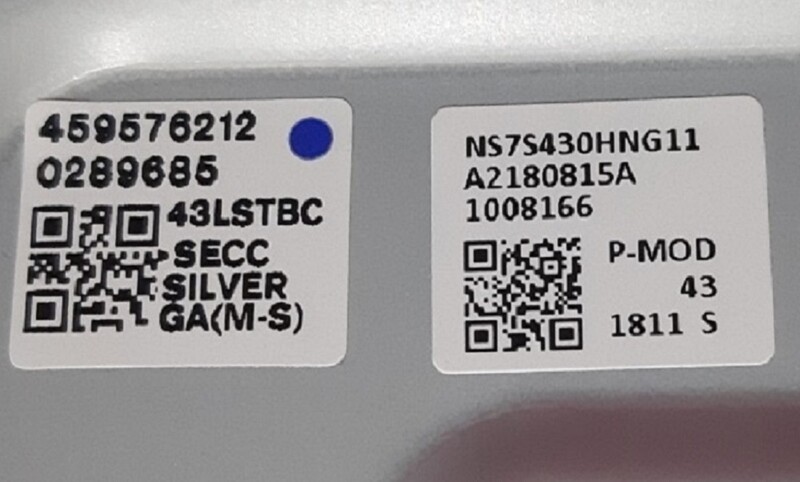 459576212
0289685
43LSTBC
SECC
SILVER
GA(M-S)
NS7S430HNG11
A2180815A
1008166
P-MOD
43
1811 S